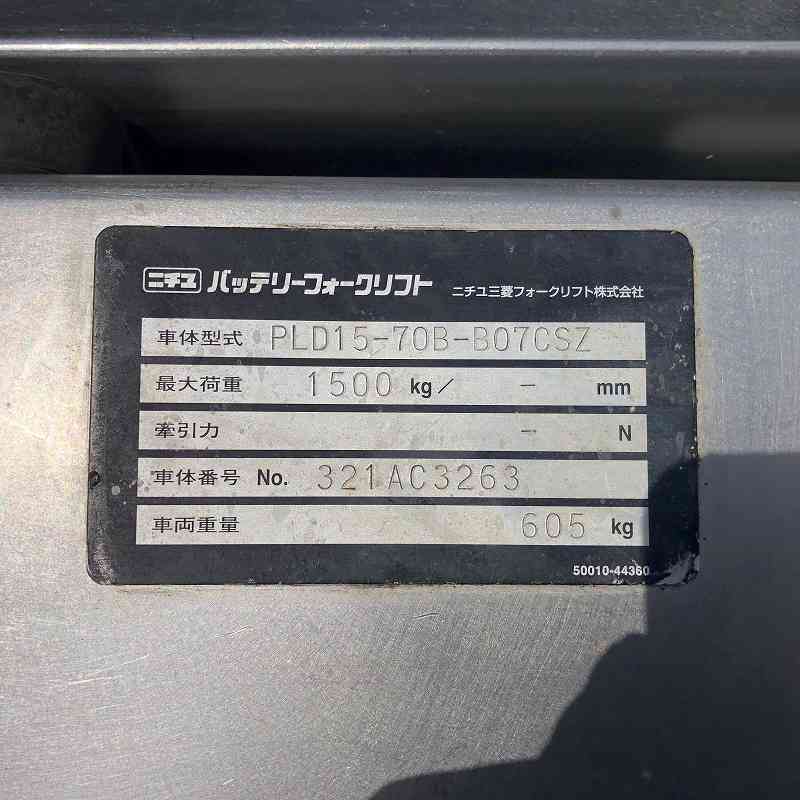 ニチユ バッテリーフォークリフト ニチユ三菱フォークリフト株式会社
車体型式 PLD15-70B-B07CSZ
最大荷重 1500 kg／ - mm
牽引力 - N
車体番号 No. 321AC3263
車両重量 605 kg
50010-44360